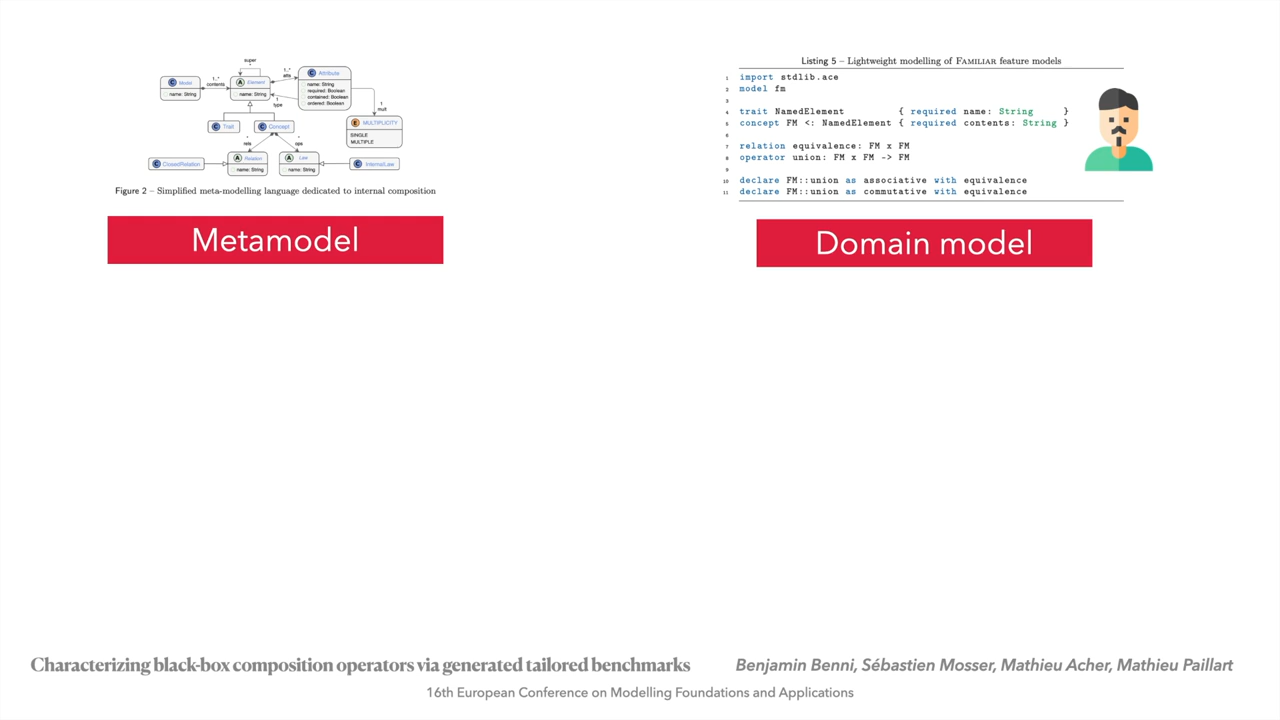 super
*
1..*
contents
1..*
atts
C Model
name: String
A Element
name: String
C Attribute
name: String
required: Boolean
contained: Boolean
ordered: Boolean
1
type
1
mult
C Trait
C Concept
E MULTIPLICITY
SINGLE
MULTIPLE
*
rels
*
ops
C ClosedRelation
A Relation
name: String
A Law
name: String
C InternalLaw
Figure 2 – Simplified meta-modelling language dedicated to internal composition
Metamodel
Listing 5 – Lightweight modelling of FAMILIAR feature models
1 import stdlib.ace
2 model fm
3
4 trait NamedElement { required name: String }
5 concept FM <: NamedElement { required contents: String }
6
7 relation equivalence: FM x FM
8 operator union: FM x FM -> FM
9
10 declare FM::union as associative with equivalence
11 declare FM::union as commutative with equivalence
Domain model
Characterizing black-box composition operators via generated tailored benchmarks
Benjamin Benni, Sébastien Mosser, Mathieu Acher, Mathieu Paillart
16th European Conference on Modelling Foundations and Applications